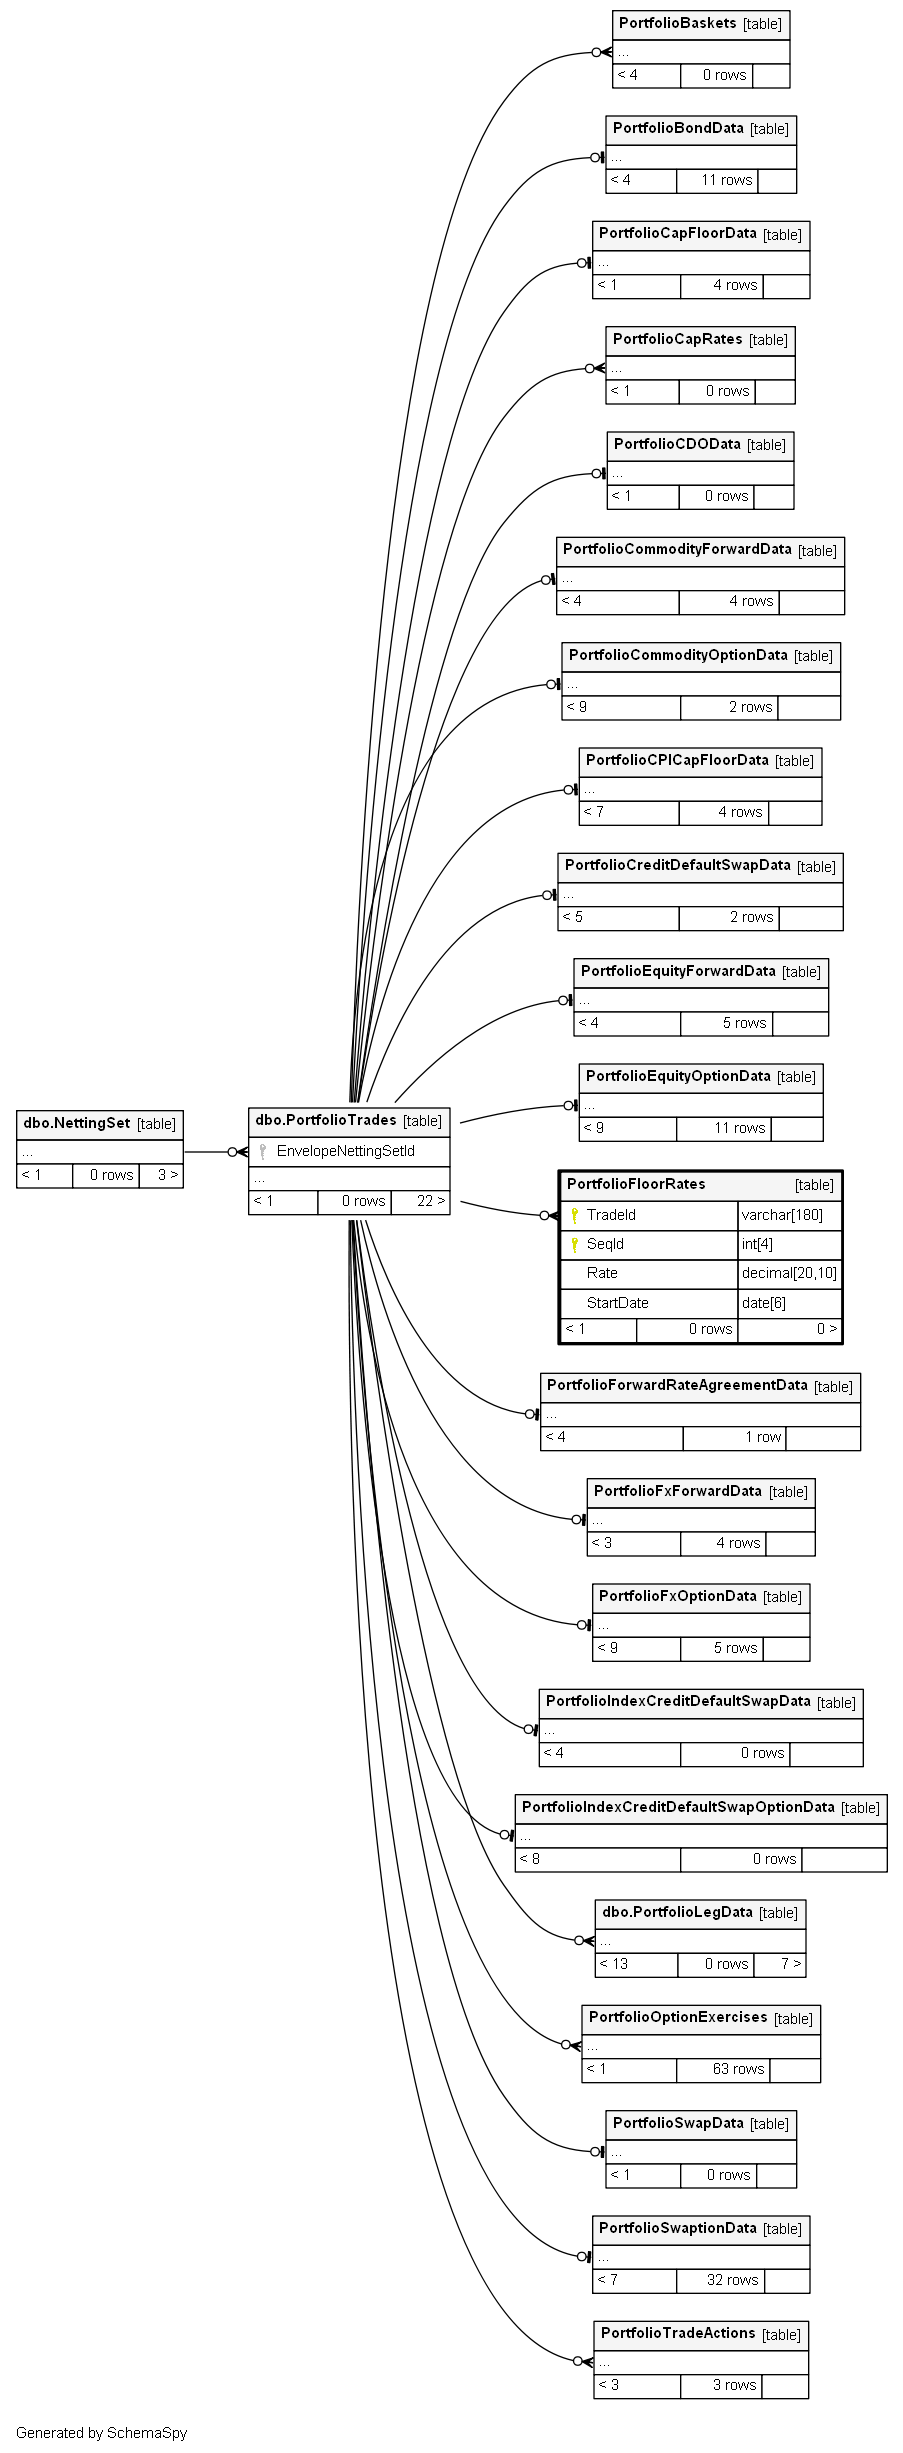 PortfolioBaskets [table]
...
< 4 0 rows
PortfolioBondData [table]
...
< 4 11 rows
PortfolioCapFloorData [table]
...
< 1 4 rows
PortfolioCapRates [table]
...
< 1 0 rows
PortfolioCDOData [table]
...
< 1 0 rows
PortfolioCommodityForwardData [table]
...
< 4 4 rows
PortfolioCommodityOptionData [table]
...
< 9 2 rows
PortfolioCPICapFloorData [table]
...
< 7 4 rows
PortfolioCreditDefaultSwapData [table]
...
< 5 2 rows
PortfolioEquityForwardData [table]
...
< 4 5 rows
PortfolioEquityOptionData [table]
...
< 9 11 rows
dbo.NettingSet [table]
...
< 1 0 rows 3 >
dbo.PortfolioTrades [table]
EnvelopeNettingSetId
...
< 1 0 rows 22 >
PortfolioFloorRates [table]
TradeId varchar[180]
SeqId int[4]
Rate decimal[20,10]
StartDate date[6]
< 1 0 rows 0 >
PortfolioForwardRateAgreementData [table]
...
< 4 1 row
PortfolioFxForwardData [table]
...
< 3 4 rows
PortfolioFxOptionData [table]
...
< 9 5 rows
PortfolioIndexCreditDefaultSwapData [table]
...
< 4 0 rows
PortfolioIndexCreditDefaultSwapOptionData [table]
...
< 8 0 rows
dbo.PortfolioLegData [table]
...
< 13 0 rows 7 >
PortfolioOptionExercises [table]
...
< 1 63 rows
PortfolioSwapData [table]
...
< 1 0 rows
PortfolioSwaptionData [table]
...
< 7 32 rows
PortfolioTradeActions [table]
...
< 3 3 rows
Generated by SchemaSpy